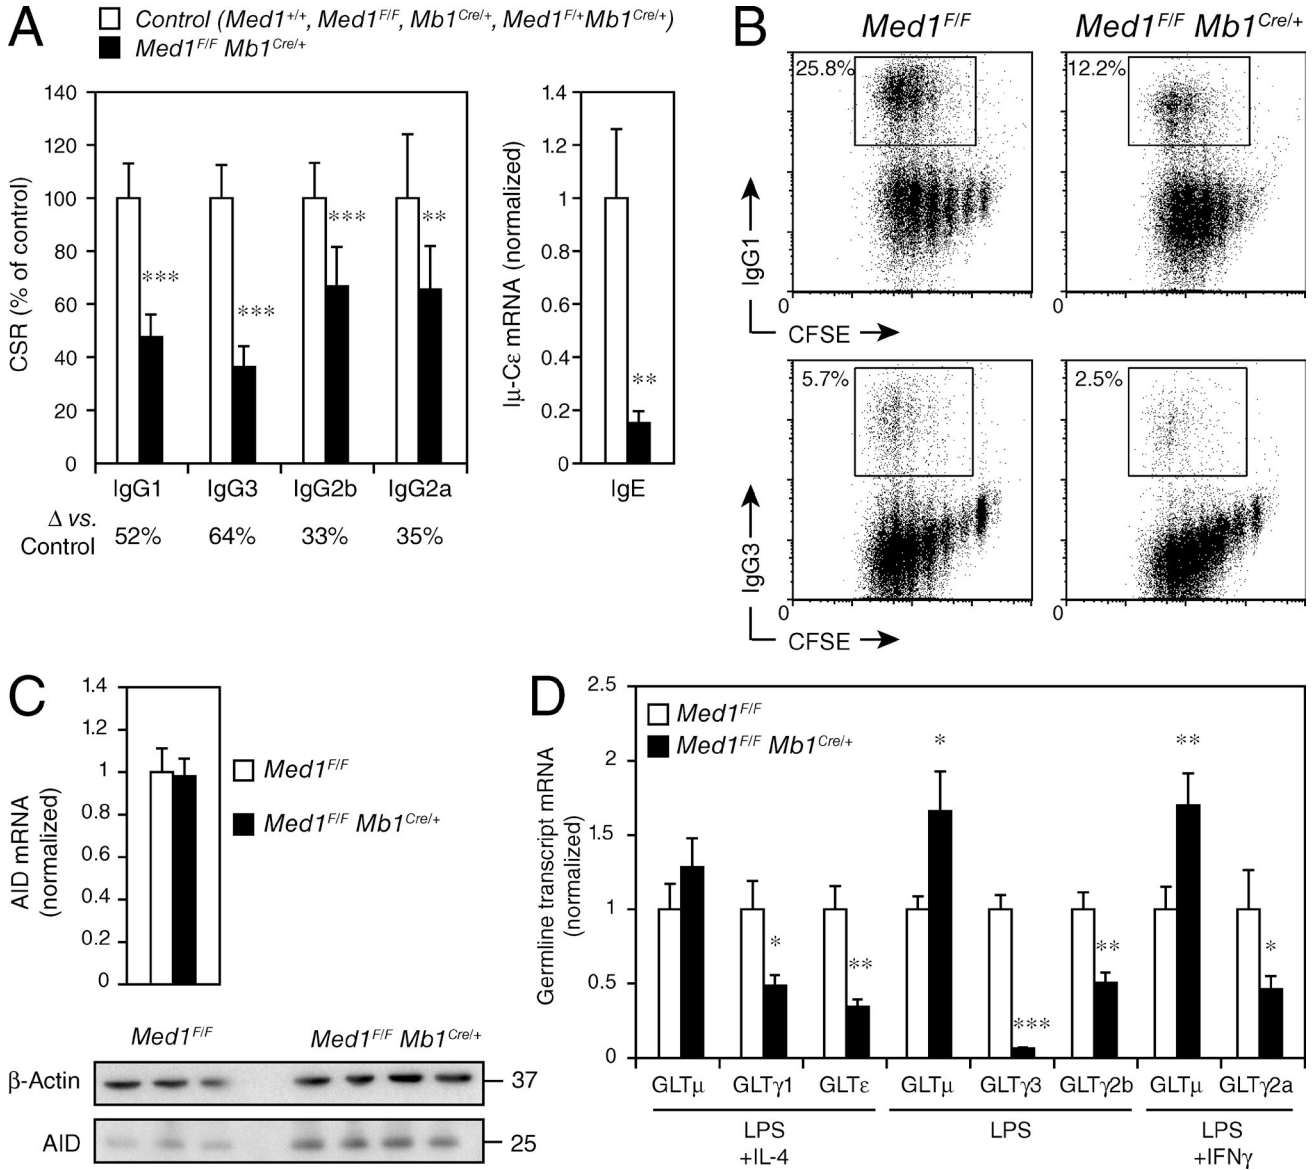 A
Control (Med1+/+, Med1F/F, Mb1Cre/+, Med1F/+Mb1Cre/+)
Med1F/F Mb1Cre/+
CSR (% of control)
140
120
100
80
60
40
20
0
***
***
***
**
IgG1 IgG3 IgG2b IgG2a
Δ vs.
Control 52% 64% 33% 35%
Iμ-Cε mRNA (normalized)
1.4
1.2
1
0.8
0.6
0.4
0.2
0
**
IgE
B
Med1F/F Med1F/F Mb1Cre/+
25.8% 12.2%
IgG1
0 0
CFSE
5.7% 2.5%
IgG3
0 0
CFSE
C
AID mRNA
(normalized)
1.4
1.2
1
0.8
0.6
0.4
0.2
0
Med1F/F
Med1F/F Mb1Cre/+
Med1F/F Med1F/F Mb1Cre/+
β-Actin 37
AID 25
D
Germline transcript mRNA
(normalized)
2.5
2
1.5
1
0.5
0
Med1F/F
Med1F/F Mb1Cre/+
*
**
*
***
**
**
*
GLTμ GLTγ1 GLTε GLTμ GLTγ3 GLTγ2b GLTμ GLTγ2a
LPS LPS LPS
+IL-4 +IFNγ